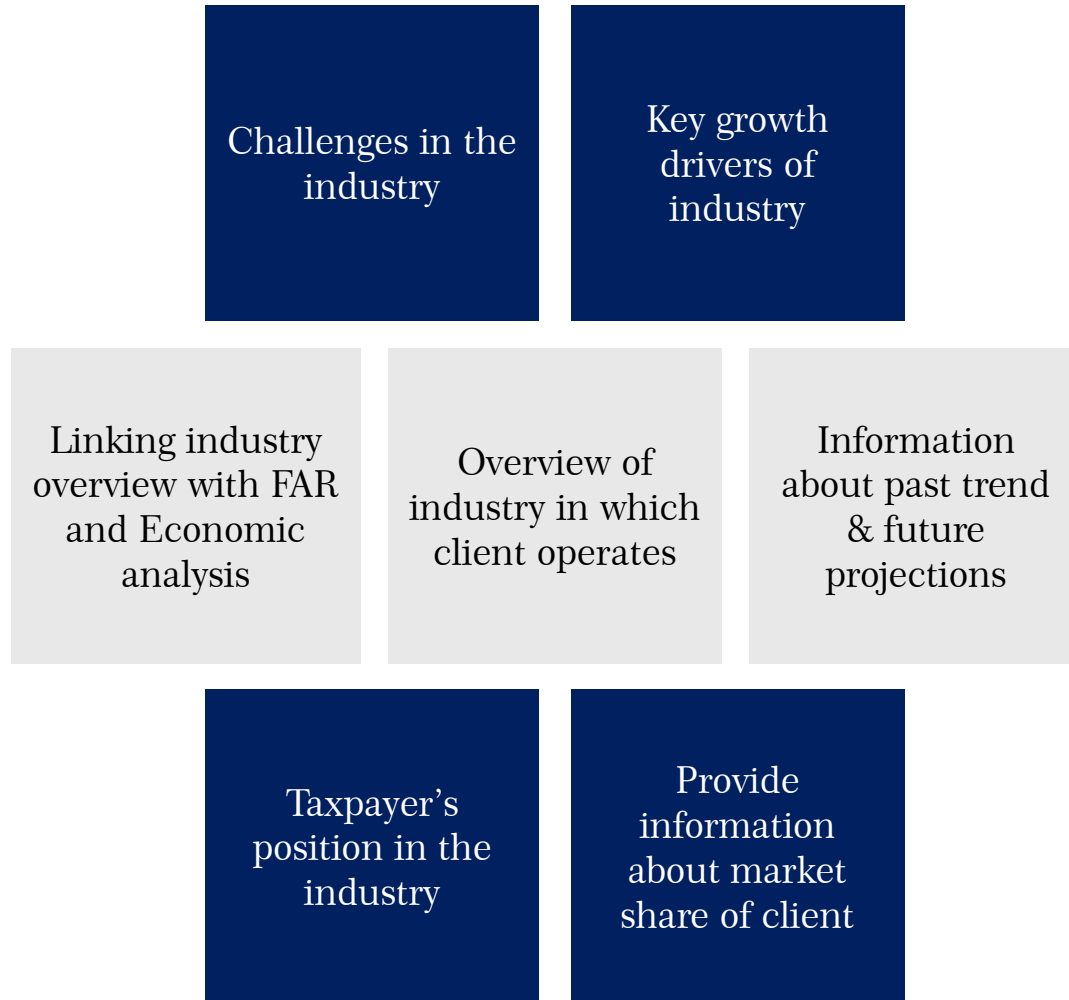 Challenges in the
industry
Key growth
drivers of
industry
Linking industry
overview with FAR
and Economic
analysis
Overview of
industry in which
client operates
Information
about past trend
& future
projections
Taxpayer’s
position in the
industry
Provide
information
about market
share of client